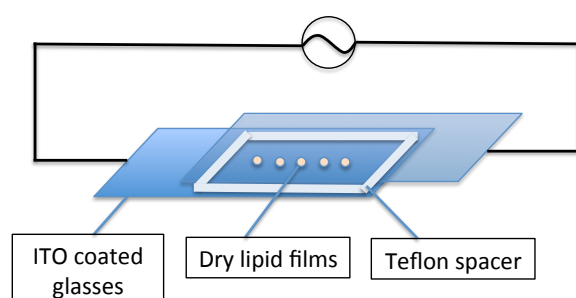 ITO coated
glasses
Dry lipid films
Teflon spacer